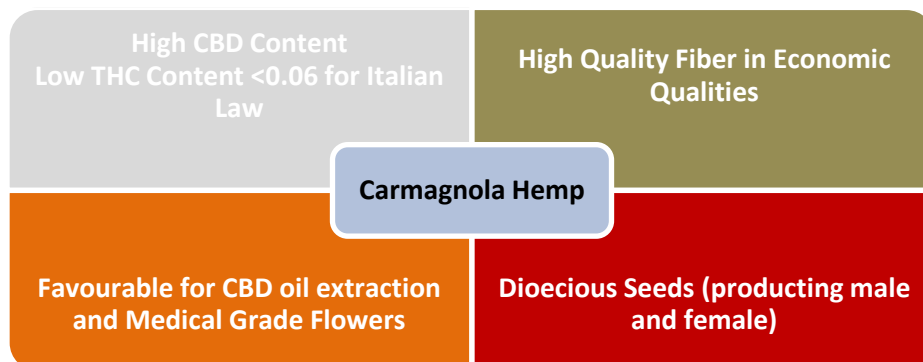 High CBD Content
Low THC Content <0.06 for Italian
Law
High Quality Fiber in Economic
Qualities
Carmagnola Hemp
Favourable for CBD oil extraction
and Medical Grade Flowers
Dioecious Seeds (producting male
and female)